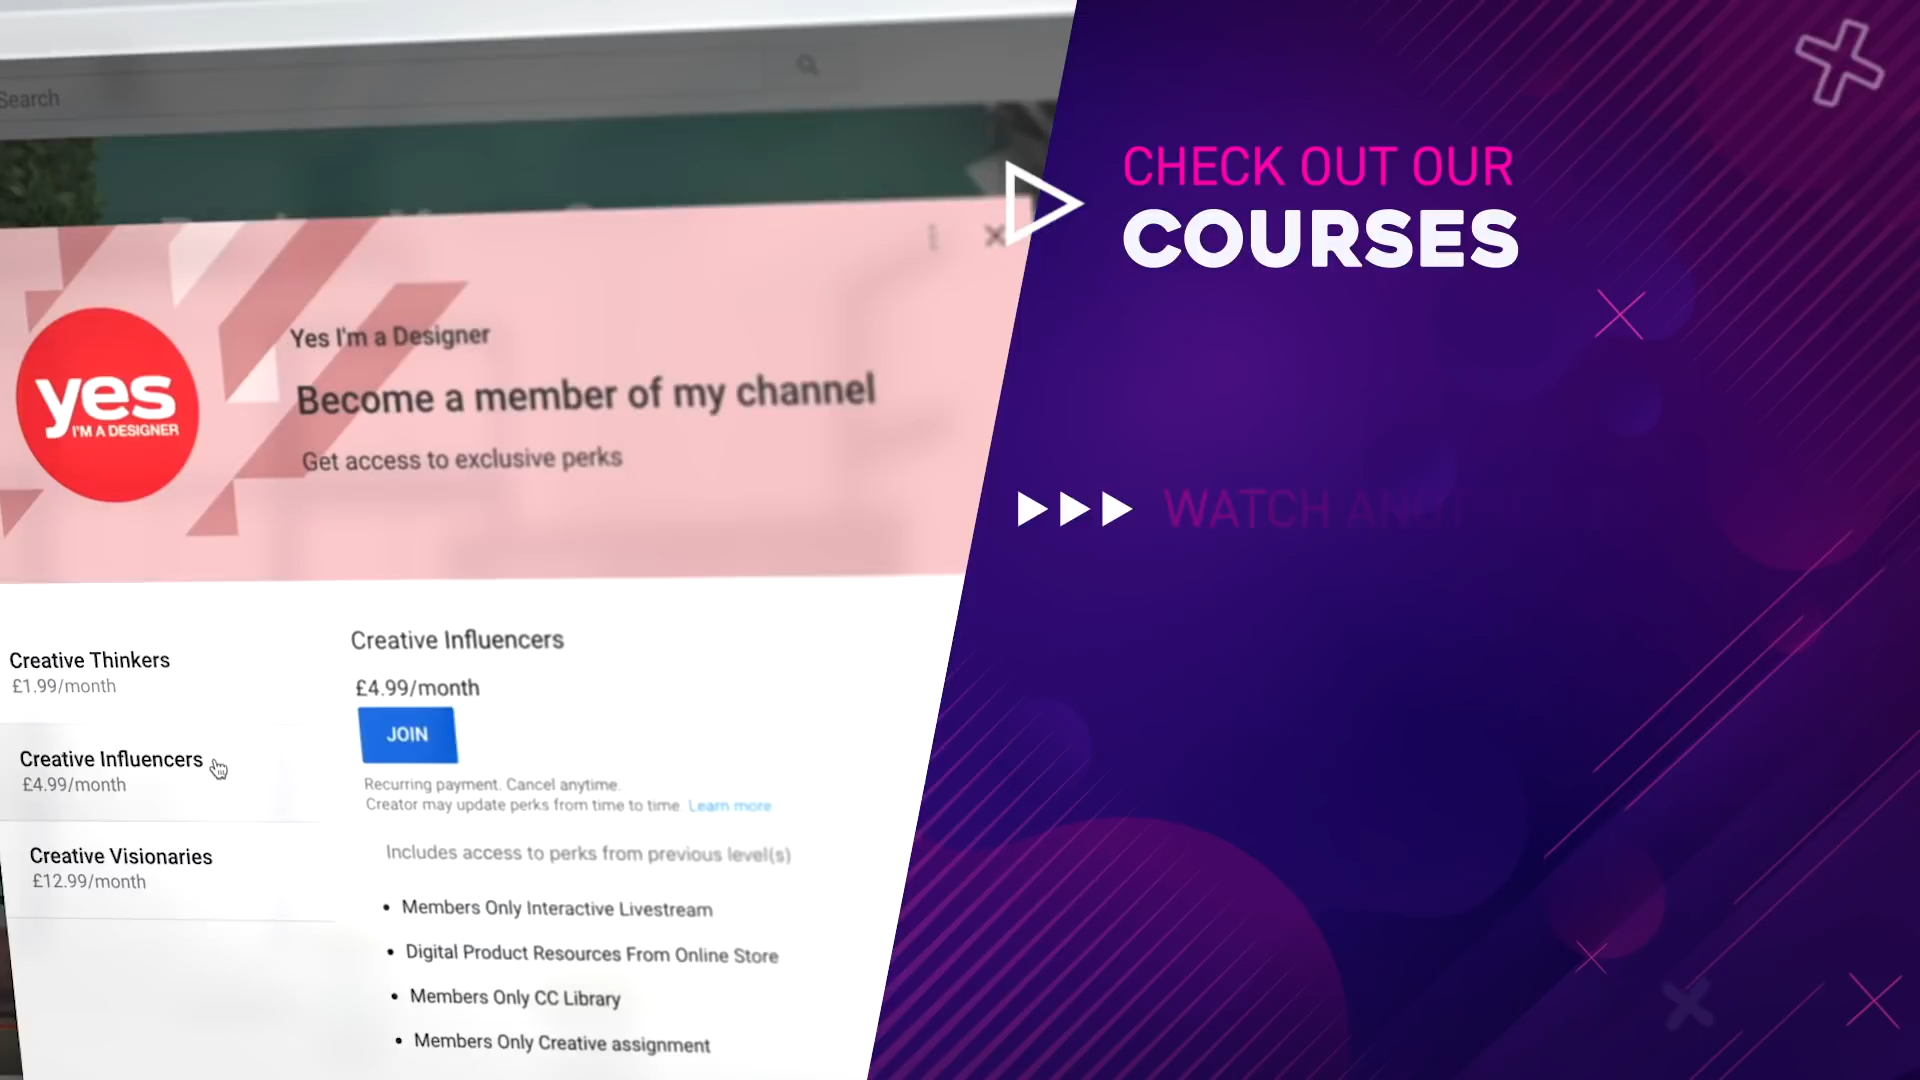 Search
yes
I'M A DESIGNER
Yes I'm a Designer
Become a member of my channel
Get access to exclusive perks
Creative Thinkers
£1.99/month
Creative Influencers
£4.99/month
Creative Visionaries
£12.99/month
Creative Influencers
£4.99/month
JOIN
Recurring payment. Cancel anytime.
Creator may update perks from time to time. Learn more
Includes access to perks from previous level(s)
• Members Only Interactive Livestream
• Digital Product Resources From Online Store
• Members Only CC Library
• Members Only Creative assignment
CHECK OUT OUR
COURSES
WATCH